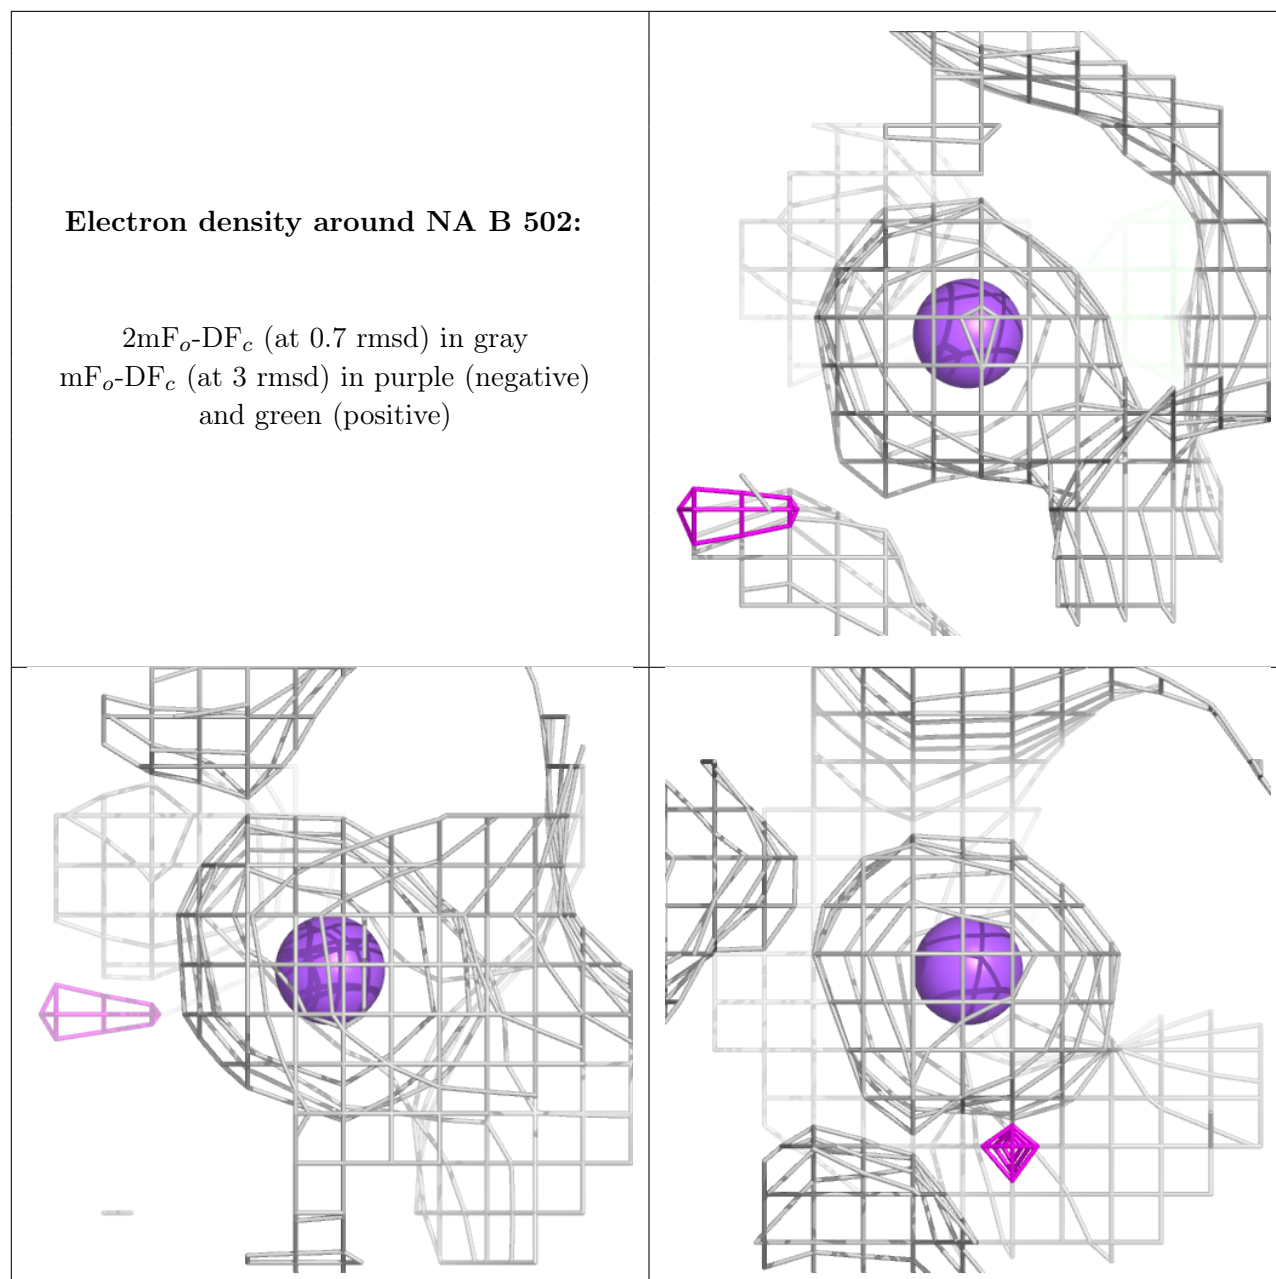 Electron density around NA B 502:
2mFo-DFc (at 0.7 rmsd) in gray
mFo-DFc (at 3 rmsd) in purple (negative)
and green (positive)